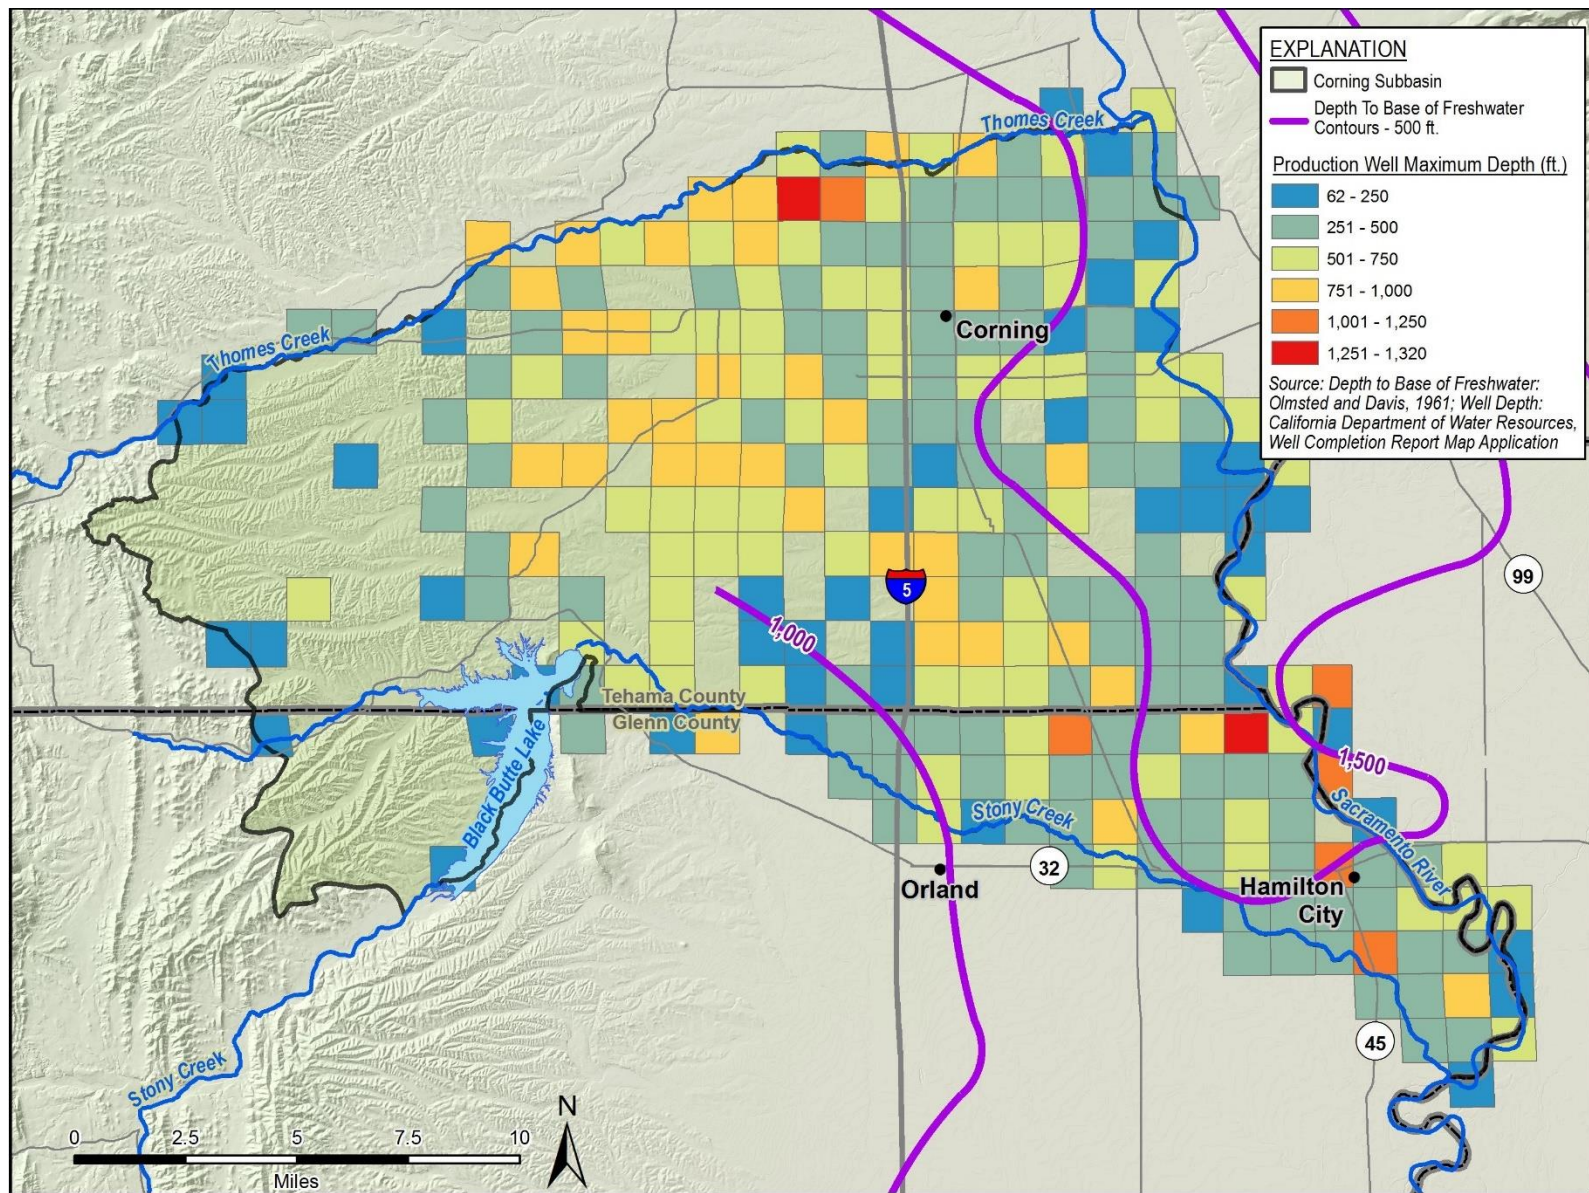 EXPLANATION
Corning Subbasin
Depth To Base of Freshwater
Contours - 500 ft.
Production Well Maximum Depth (ft.)
62 - 250
251 - 500
501 - 750
751 - 1,000
1,001 - 1,250
1,251 - 1,320
Source: Depth to Base of Freshwater:
Olmsted and Davis, 1961; Well Depth:
California Department of Water Resources,
Well Completion Report Map Application
Thomes Creek
Corning
Thomes Creek
5
99
1,000
Tehama County
Glenn County
Black Butte Lake
1,500
Stony Creek
Sacramento River
32
Orland
Hamilton
City
45
Stony Creek
N
0 2.5 5 7.5 10
Miles